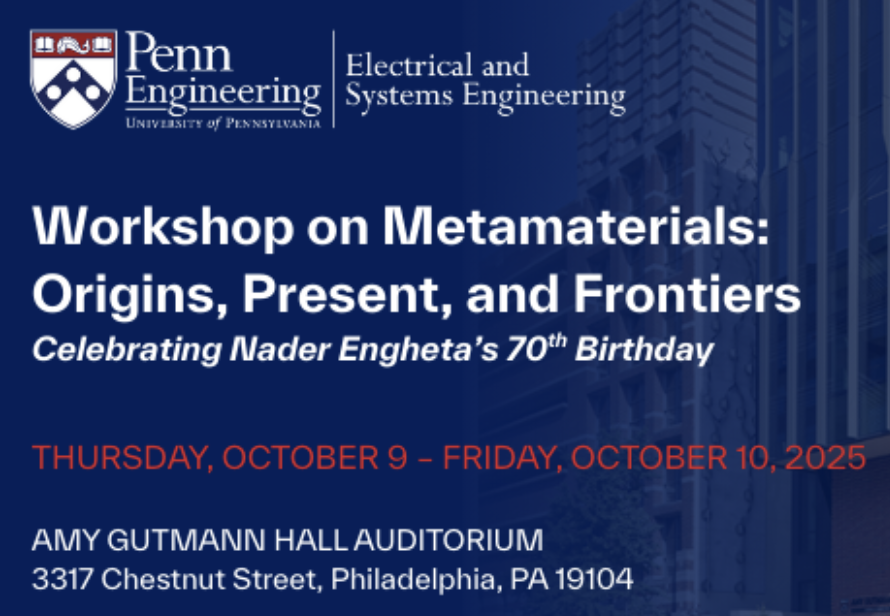 Penn
Engineering
UNIVERSITY of PENNSYLVANIA
Electrical and
Systems Engineering
Workshop on Metamaterials:
Origins, Present, and Frontiers
Celebrating Nader Engheta's 70th Birthday
THURSDAY, OCTOBER 9 – FRIDAY, OCTOBER 10, 2025
AMY GUTMANN HALL AUDITORIUM
3317 Chestnut Street, Philadelphia, PA 19104